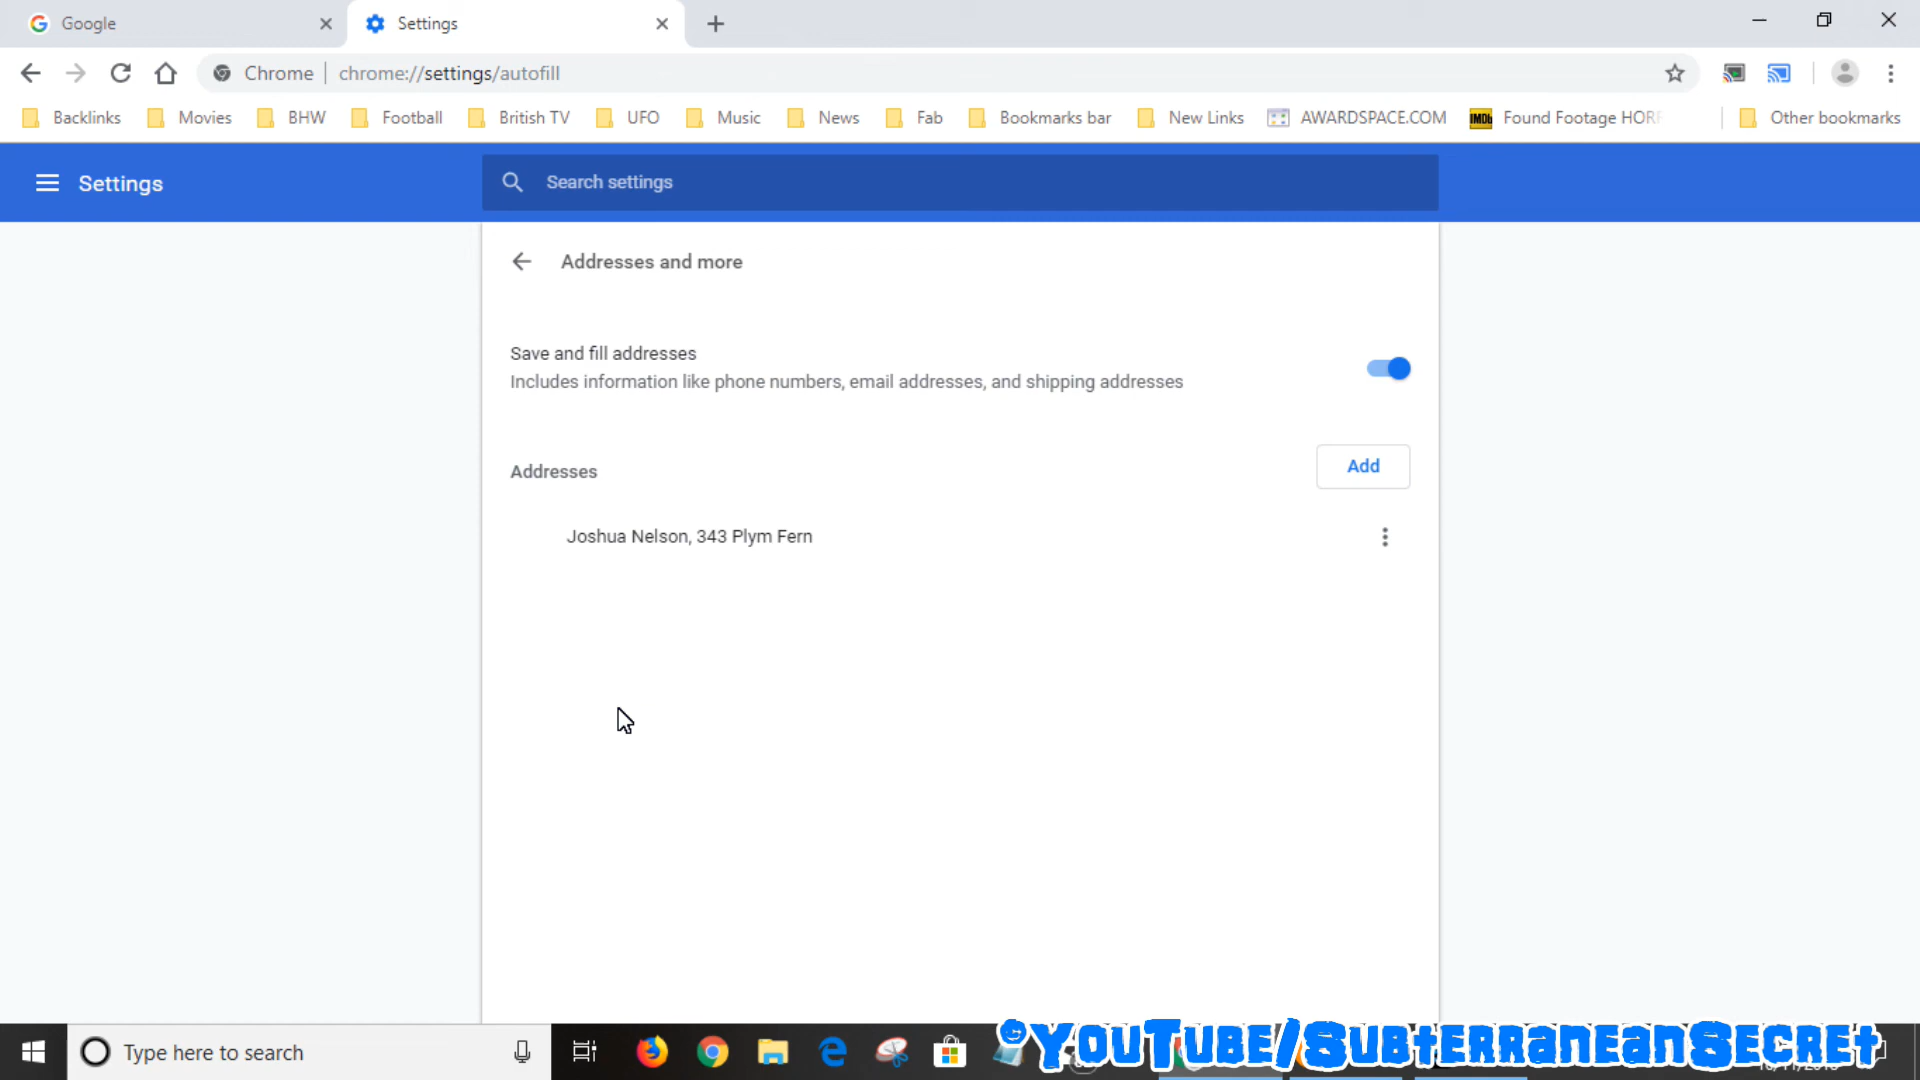 Google
Settings
Chrome
chrome://settings/autofill
Backlinks
Movies
BHW
Football
British TV
UFO
Music
News
Fab
Bookmarks bar
New Links
AWARDSPACE.COM
IMDb
Found Footage HORR
Other bookmarks
Settings
Search settings
Addresses and more
Save and fill addresses
Includes information like phone numbers, email addresses, and shipping addresses
Addresses
Add
Joshua Nelson, 343 Plym Fern
Type here to search
@YouTube/SubterraneanSecret